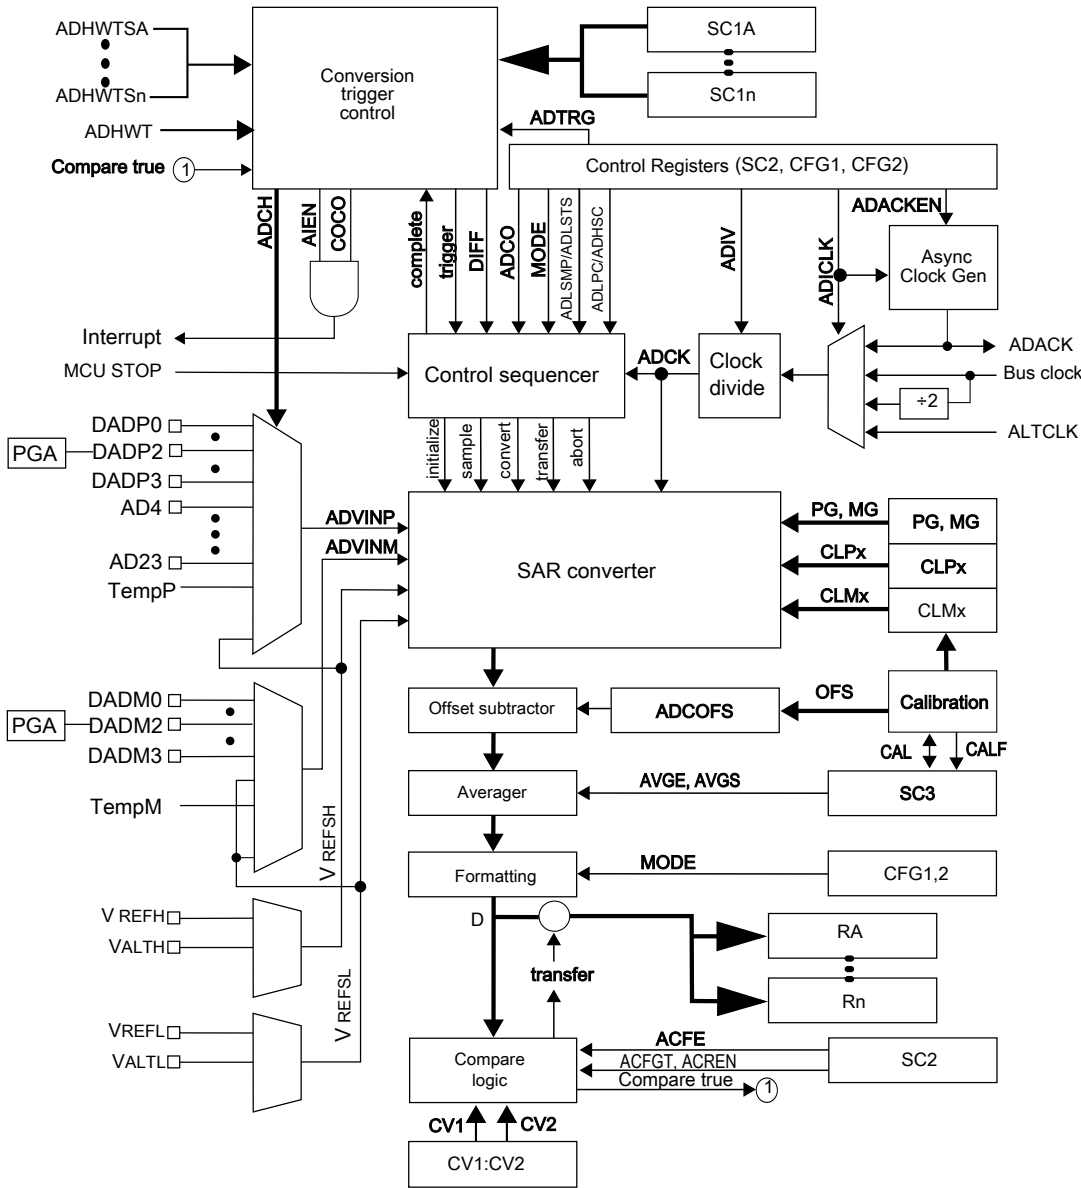 ADHWTSA
ADHWTSn
ADHWT
Compare true 1
Conversion
trigger
control
SC1A
SC1n
ADTRG
Control Registers (SC2, CFG1, CFG2)
ADCH
AIEN
COCO
complete
trigger
DIFF
ADCO
MODE
ADLSMP/ADLSTS
ADLPC/ADHSC
ADIV
ADICLK
ADACKEN
Async
Clock Gen
Interrupt
MCU STOP
Control sequencer
ADCK
Clock
divide
ADACK
Bus clock
÷2
ALTCLK
initialize
sample
convert
transfer
abort
DADP0
PGA
DADP2
DADP3
AD4
AD23
TempP
ADVINP
ADVINM
SAR converter
PG, MG
PG, MG
CLPx
CLPx
CLMx
CLMx
DADM0
PGA
DADM2
DADM3
TempM
Offset subtractor
ADCOFS
OFS
Calibration
CAL
CALF
Averager
AVGE, AVGS
SC3
V REFSH
Formatting
MODE
CFG1,2
V REFH
VALTH
D
RA
Rn
transfer
V REFSL
VREFL
VALTL
Compare
logic
ACFE
ACFGT, ACREN
Compare true 1
SC2
CV1
CV2
CV1:CV2